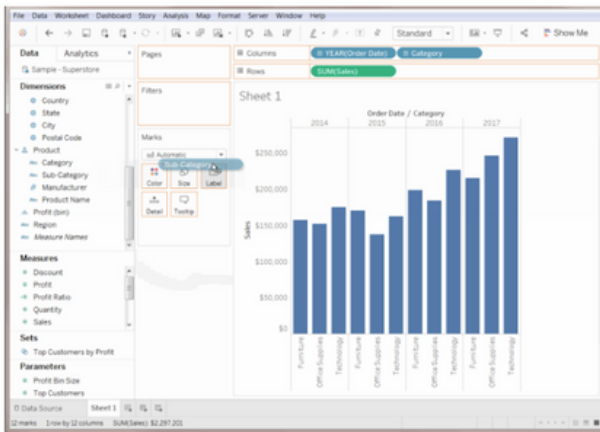 File Data Worksheet Dashboard Story Analysis Map Format Server Window Help
Standard Show Me
Data Analytics
Sample - Superstore
Dimensions
Country
State
City
Postal Code
Product
Category
Sub-Category
Manufacturer
Product Name
Profit (bin)
Region
Measure Names
Measures
Discount
Profit
Profit Ratio
Quantity
Sales
Sets
Top Customers by Profit
Parameters
Profit Bin Size
Top Customers
Pages
Filters
Marks
Automatic
Sub-Category
Color Size Label
Detail Tooltip
Columns YEAR(Order Date) Category
Rows SUM(Sales)
Sheet 1
Order Date / Category
2014 2015 2016 2017
Sales
$250,000
$200,000
$150,000
$100,000
$50,000
$0
Furniture
Office Supplies
Technology
Furniture
Office Supplies
Technology
Furniture
Office Supplies
Technology
Furniture
Office Supplies
Technology
Data Source Sheet 1
12 marks 1 row by 12 columns SUM(Sales): $2,297,201